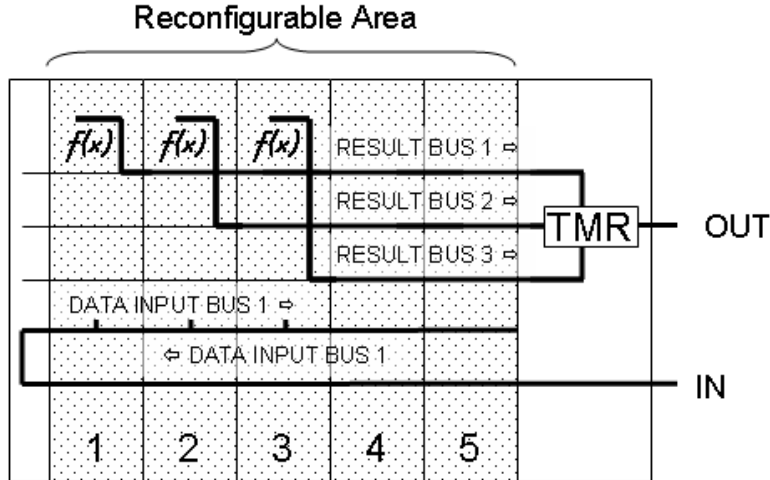 Reconfigurable Area
f(x) f(x) f(x)
RESULT BUS 1 ⇨
RESULT BUS 2 ⇨
TMR OUT
RESULT BUS 3 ⇨
DATA INPUT BUS 1 ⇨
⇦ DATA INPUT BUS 1
IN
1 2 3 4 5